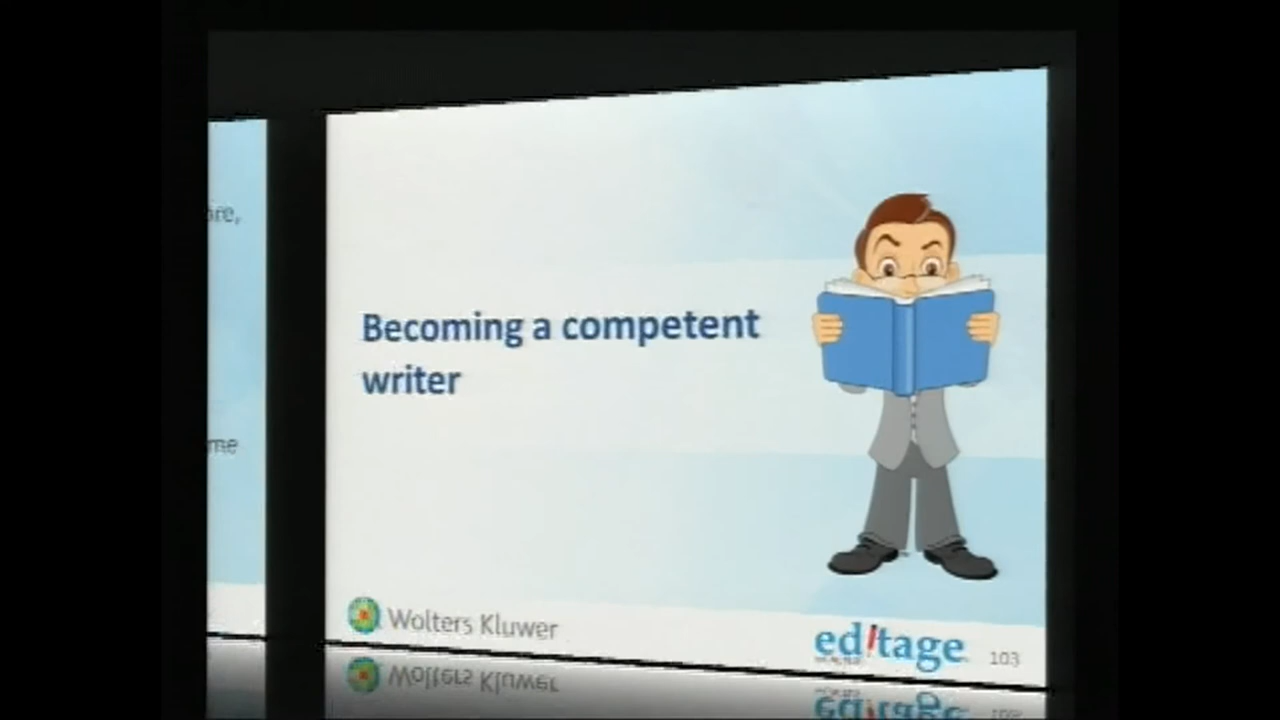 Becoming a competent
writer
Wolters Kluwer
editage
103